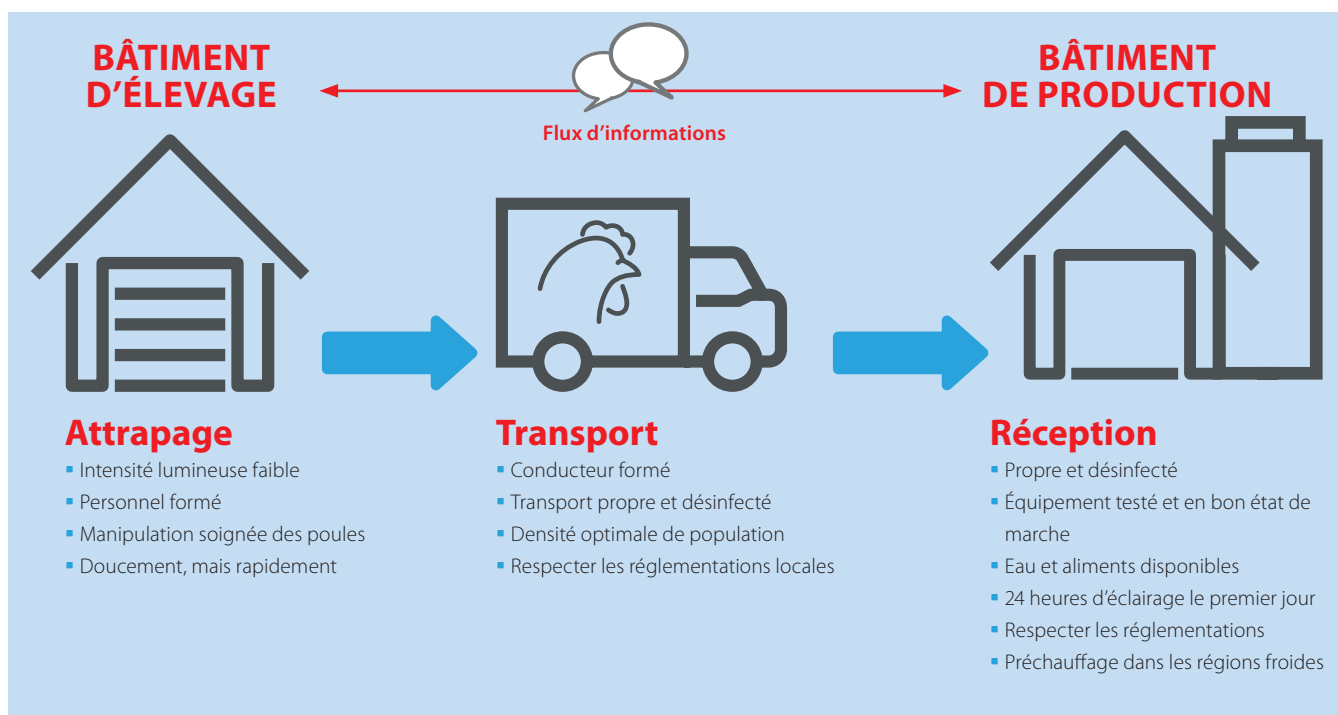 BÂTIMENT
D'ÉLEVAGE
Flux d'informations
BÂTIMENT
DE PRODUCTION
Attrapage
▪ Intensité lumineuse faible
▪ Personnel formé
▪ Manipulation soignée des poules
▪ Doucement, mais rapidement
Transport
▪ Conducteur formé
▪ Transport propre et désinfecté
▪ Densité optimale de population
▪ Respecter les réglementations locales
Réception
▪ Propre et désinfecté
▪ Équipement testé et en bon état de
marche
▪ Eau et aliments disponibles
▪ 24 heures d'éclairage le premier jour
▪ Respecter les réglementations
▪ Préchauffage dans les régions froides